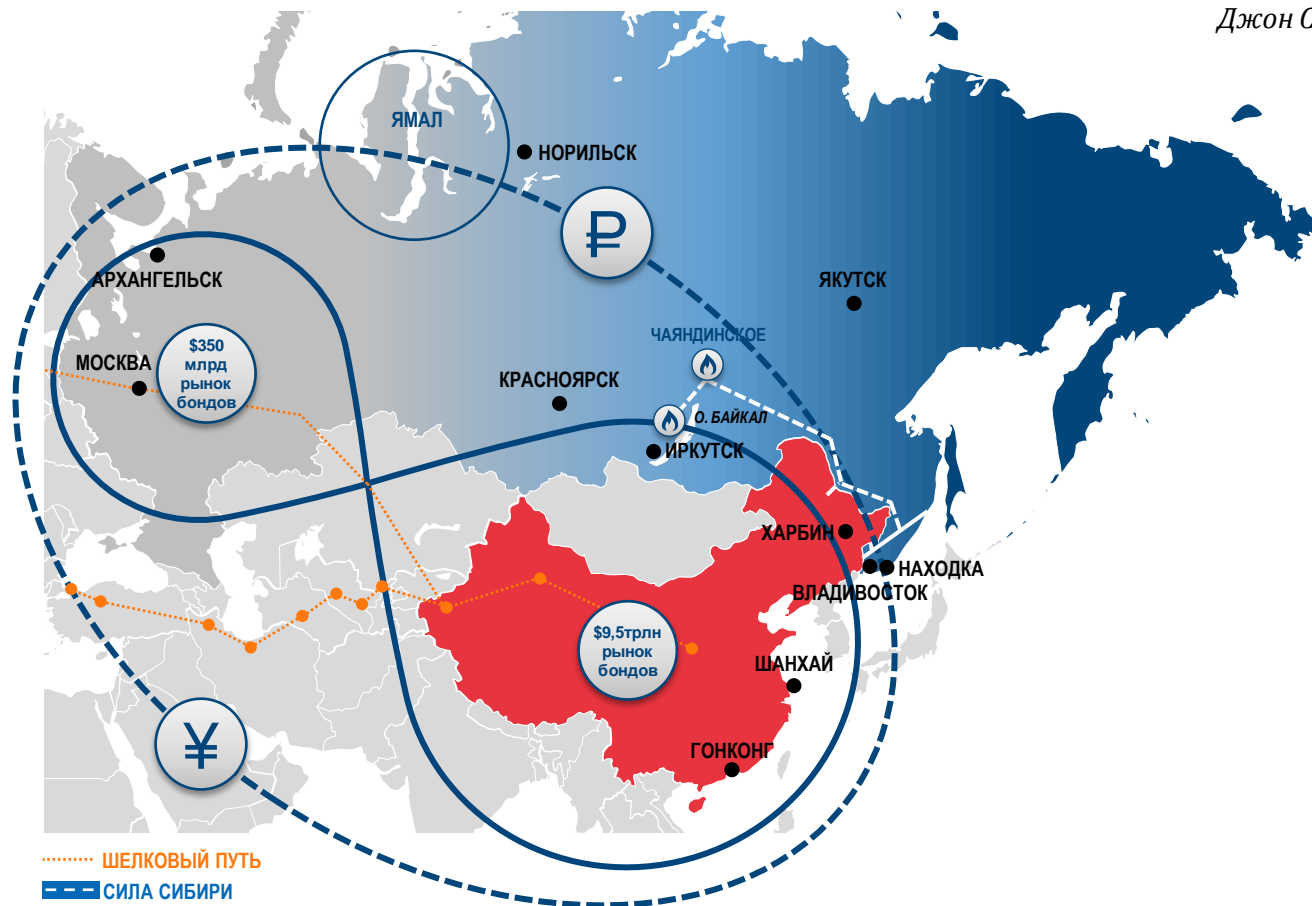 Джон О
ЯМАЛ
НОРИЛЬСК
₽
АРХАНГЕЛЬСК
ЯКУТСК
ЧАЯНДИНСКОЕ
$350
млрд
рынок
бондов
МОСКВА
КРАСНОЯРСК
О. БАЙКАЛ
ИРКУТСК
ХАРБИН
НАХОДКА
ВЛАДИВОСТОК
$9,5трлн
рынок
бондов
ШАНХАЙ
¥
ГОНКОНГ
ШЕЛКОВЫЙ ПУТЬ
СИЛА СИБИРИ